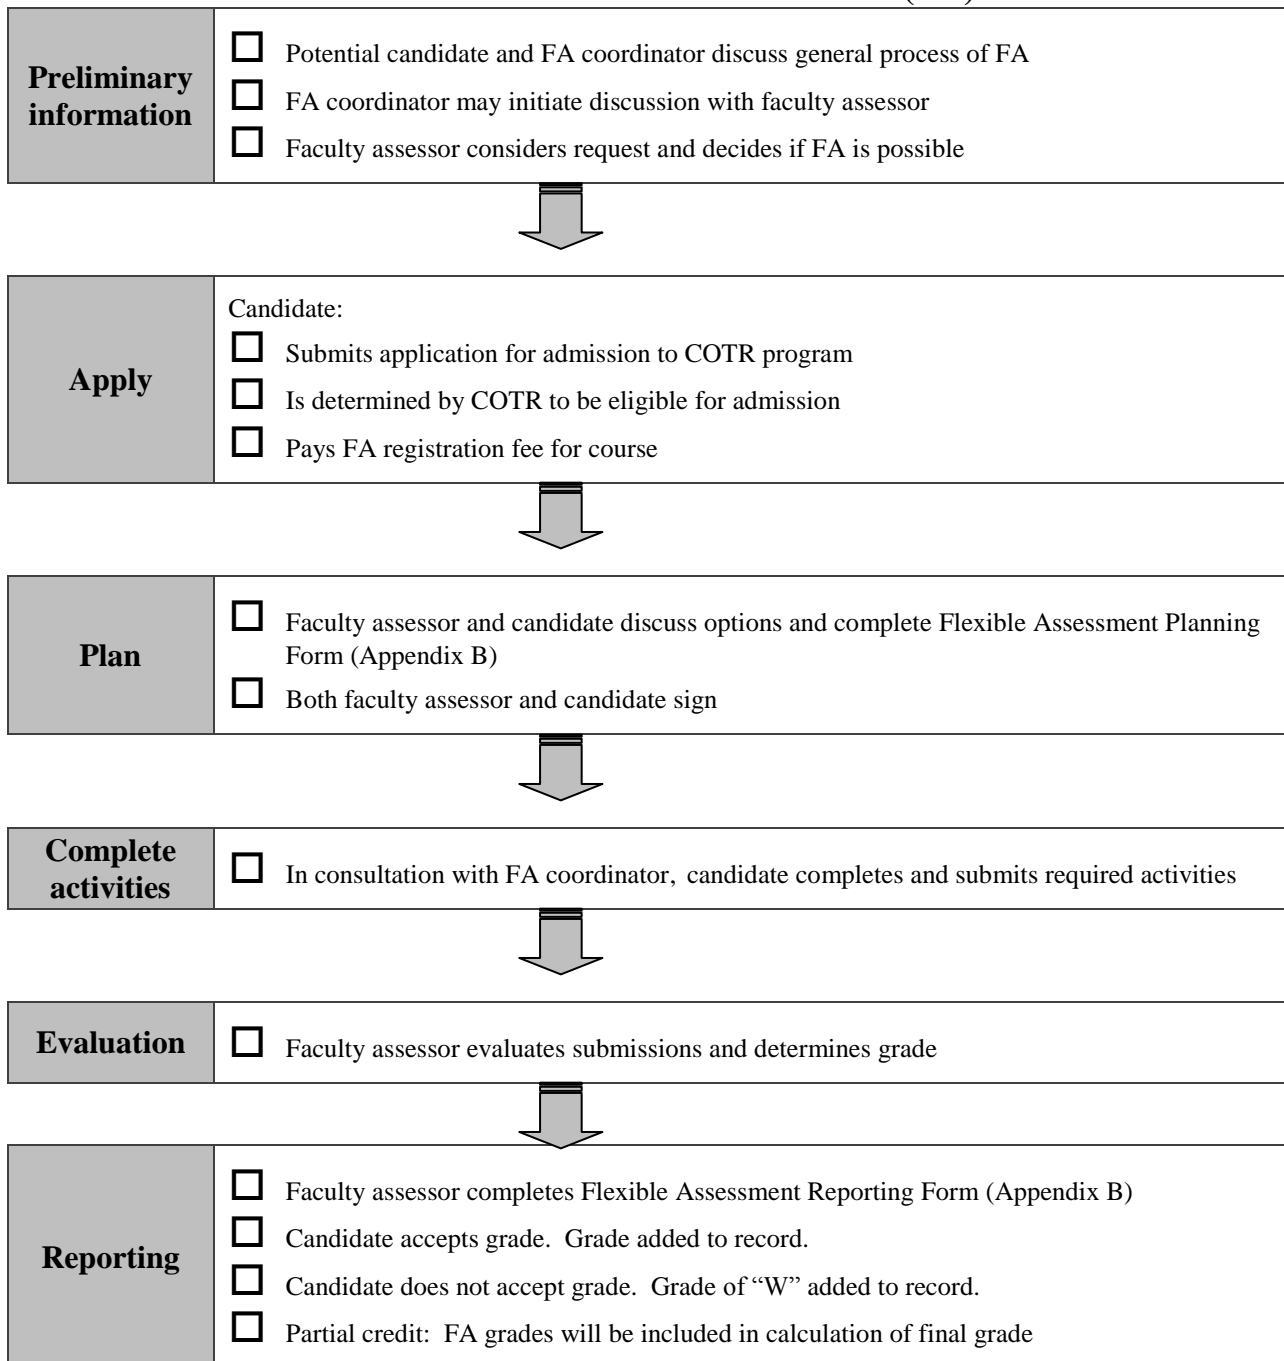 Preliminary
information
Potential candidate and FA coordinator discuss general process of FA
FA coordinator may initiate discussion with faculty assessor
Faculty assessor considers request and decides if FA is possible
Apply
Candidate:
Submits application for admission to COTR program
Is determined by COTR to be eligible for admission
Pays FA registration fee for course
Plan
Faculty assessor and candidate discuss options and complete Flexible Assessment Planning
Form (Appendix B)
Both faculty assessor and candidate sign
Complete
activities
In consultation with FA coordinator, candidate completes and submits required activities
Evaluation
Faculty assessor evaluates submissions and determines grade
Reporting
Faculty assessor completes Flexible Assessment Reporting Form (Appendix B)
Candidate accepts grade. Grade added to record.
Candidate does not accept grade. Grade of “W” added to record.
Partial credit: FA grades will be included in calculation of final grade